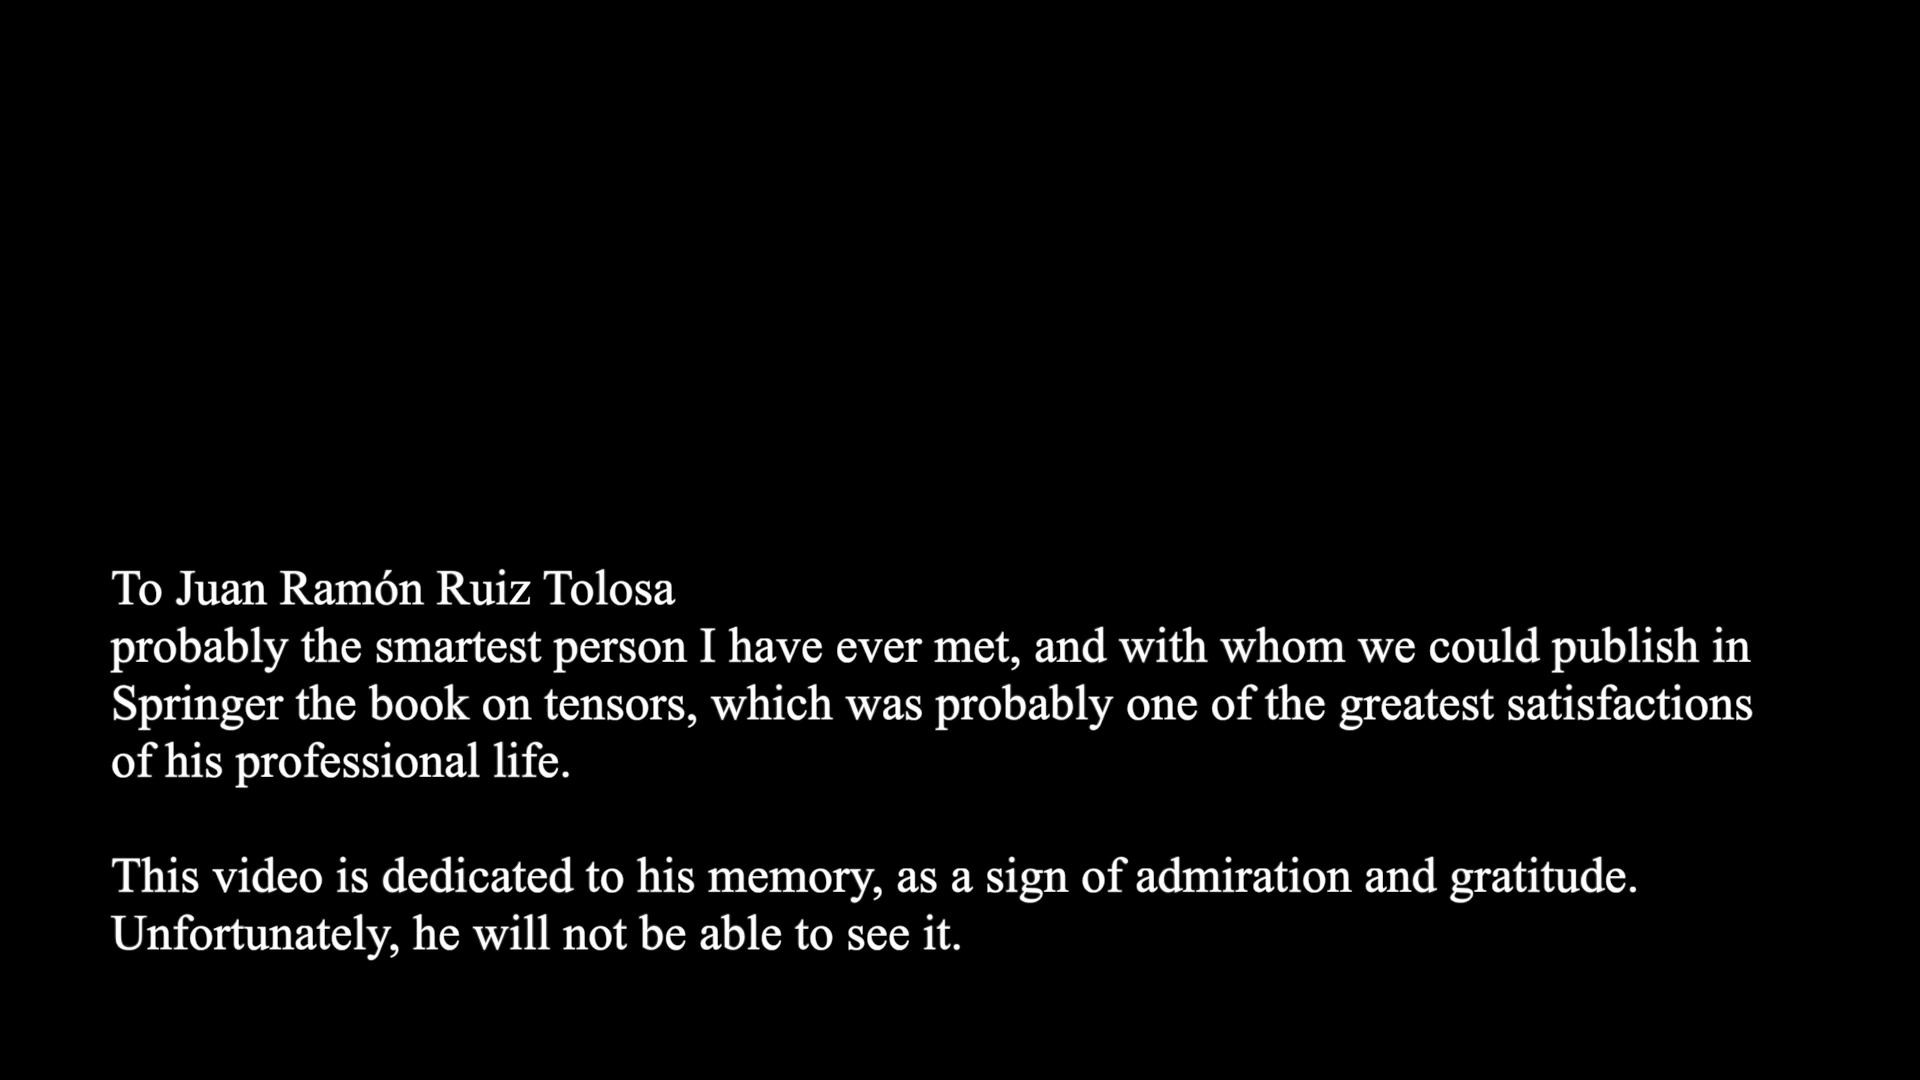 To Juan Ramón Ruiz Tolosa
probably the smartest person I have ever met, and with whom we could publish in
Springer the book on tensors, which was probably one of the greatest satisfactions
of his professional life.
This video is dedicated to his memory, as a sign of admiration and gratitude.
Unfortunately, he will not be able to see it.